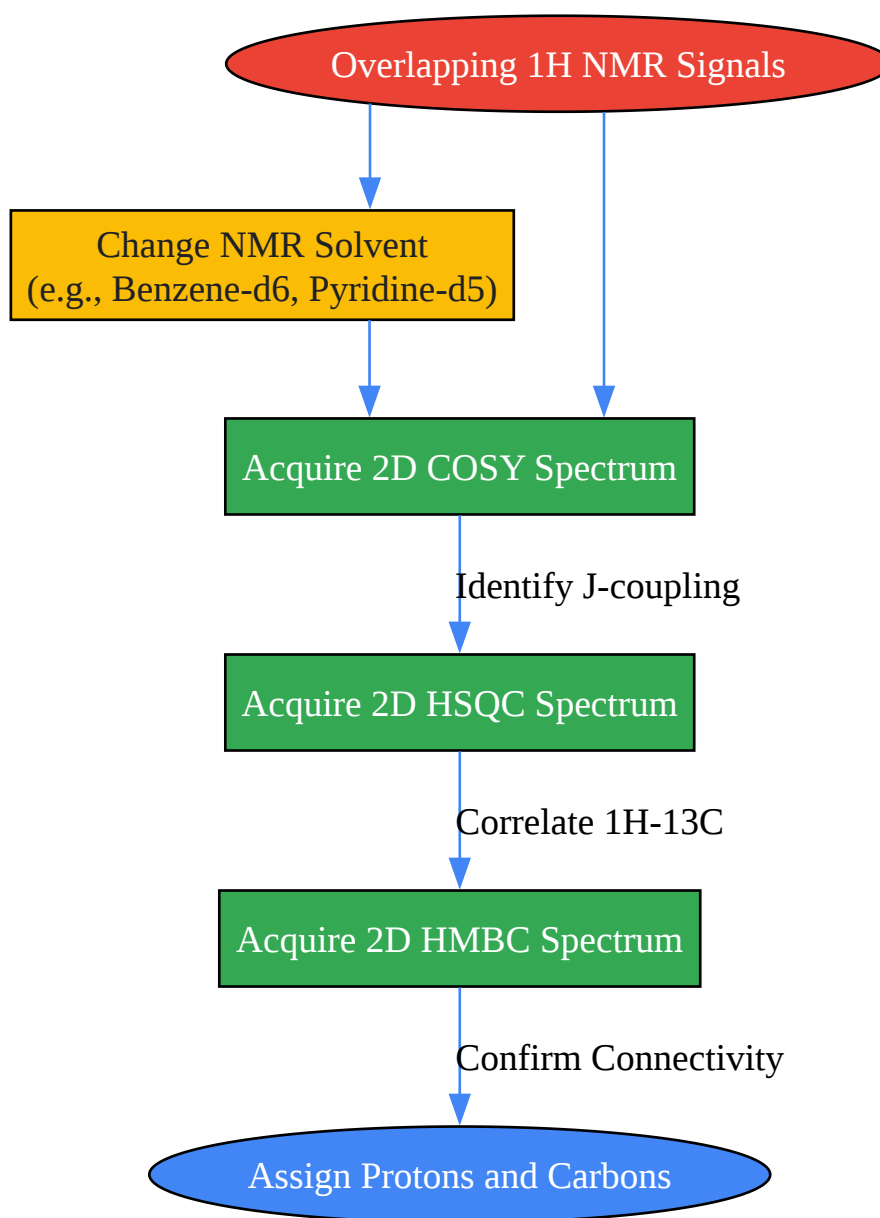 Overlapping 1H NMR Signals
Change NMR Solvent
(e.g., Benzene-d6, Pyridine-d5)
Acquire 2D COSY Spectrum
Identify J-coupling
Acquire 2D HSQC Spectrum
Correlate 1H-13C
Acquire 2D HMBC Spectrum
Confirm Connectivity
Assign Protons and Carbons